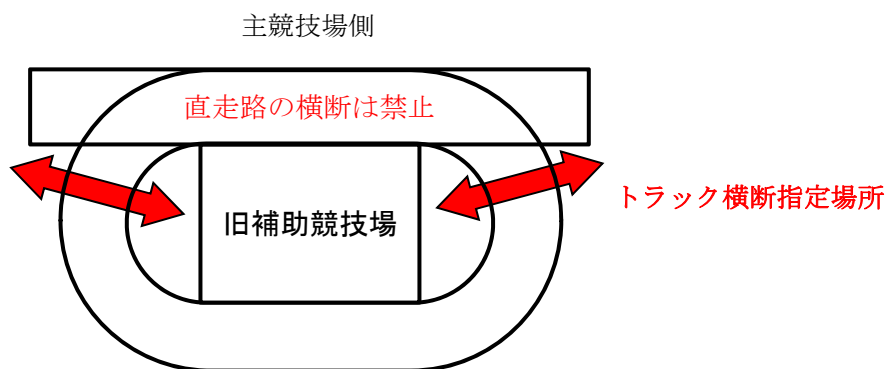 主競技場側
直走路の横断は禁止
旧補助競技場
トラック横断指定場所